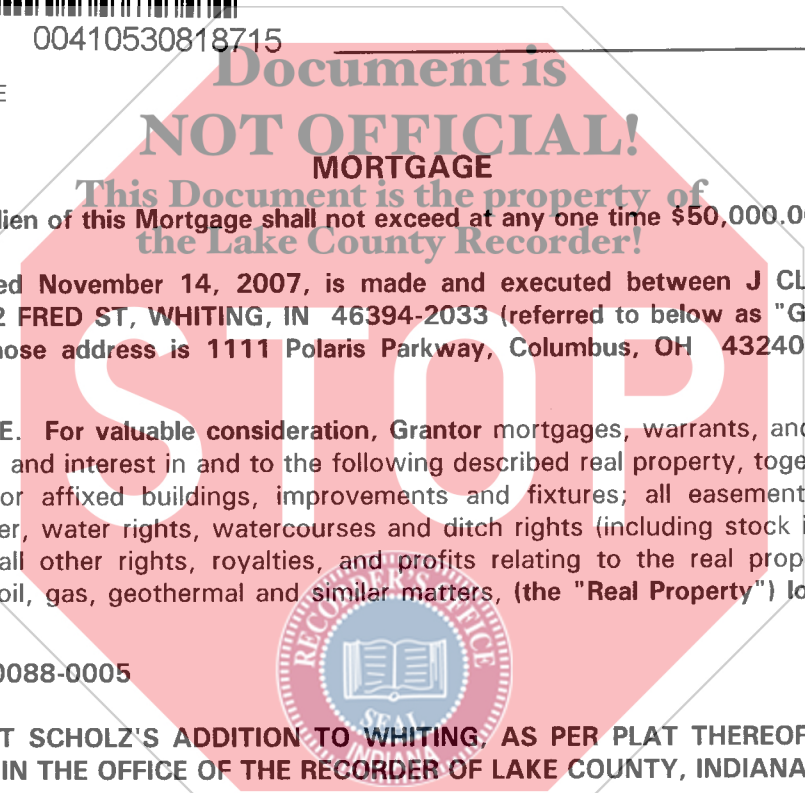 00410530818715
E
Document is
NOT OFFICIAL!
MORTGAGE
This Document is the property of
lien of this Mortgage shall not exceed at any one time $50,000.00
the Lake County Recorder!
ed November 14, 2007, is made and executed between J CL
2 FRED ST, WHITING, IN 46394-2033 (referred to below as "G
nose address is 1111 Polaris Parkway, Columbus, OH 43240
STOP
E. For valuable consideration, Grantor mortgages, warrants, and
and interest in and to the following described real property, toge
or affixed buildings, improvements and fixtures; all easement
er, water rights, watercourses and ditch rights (including stock i
all other rights, royalties, and profits relating to the real prop
oil, gas, geothermal and similar matters, (the "Real Property") lo
RECORDER'S OFFICE
SEAL
INDIANA
0088-0005
T SCHOLZ'S ADDITION TO WHITING, AS PER PLAT THEREOF
IN THE OFFICE OF THE RECORDER OF LAKE COUNTY, INDIANA